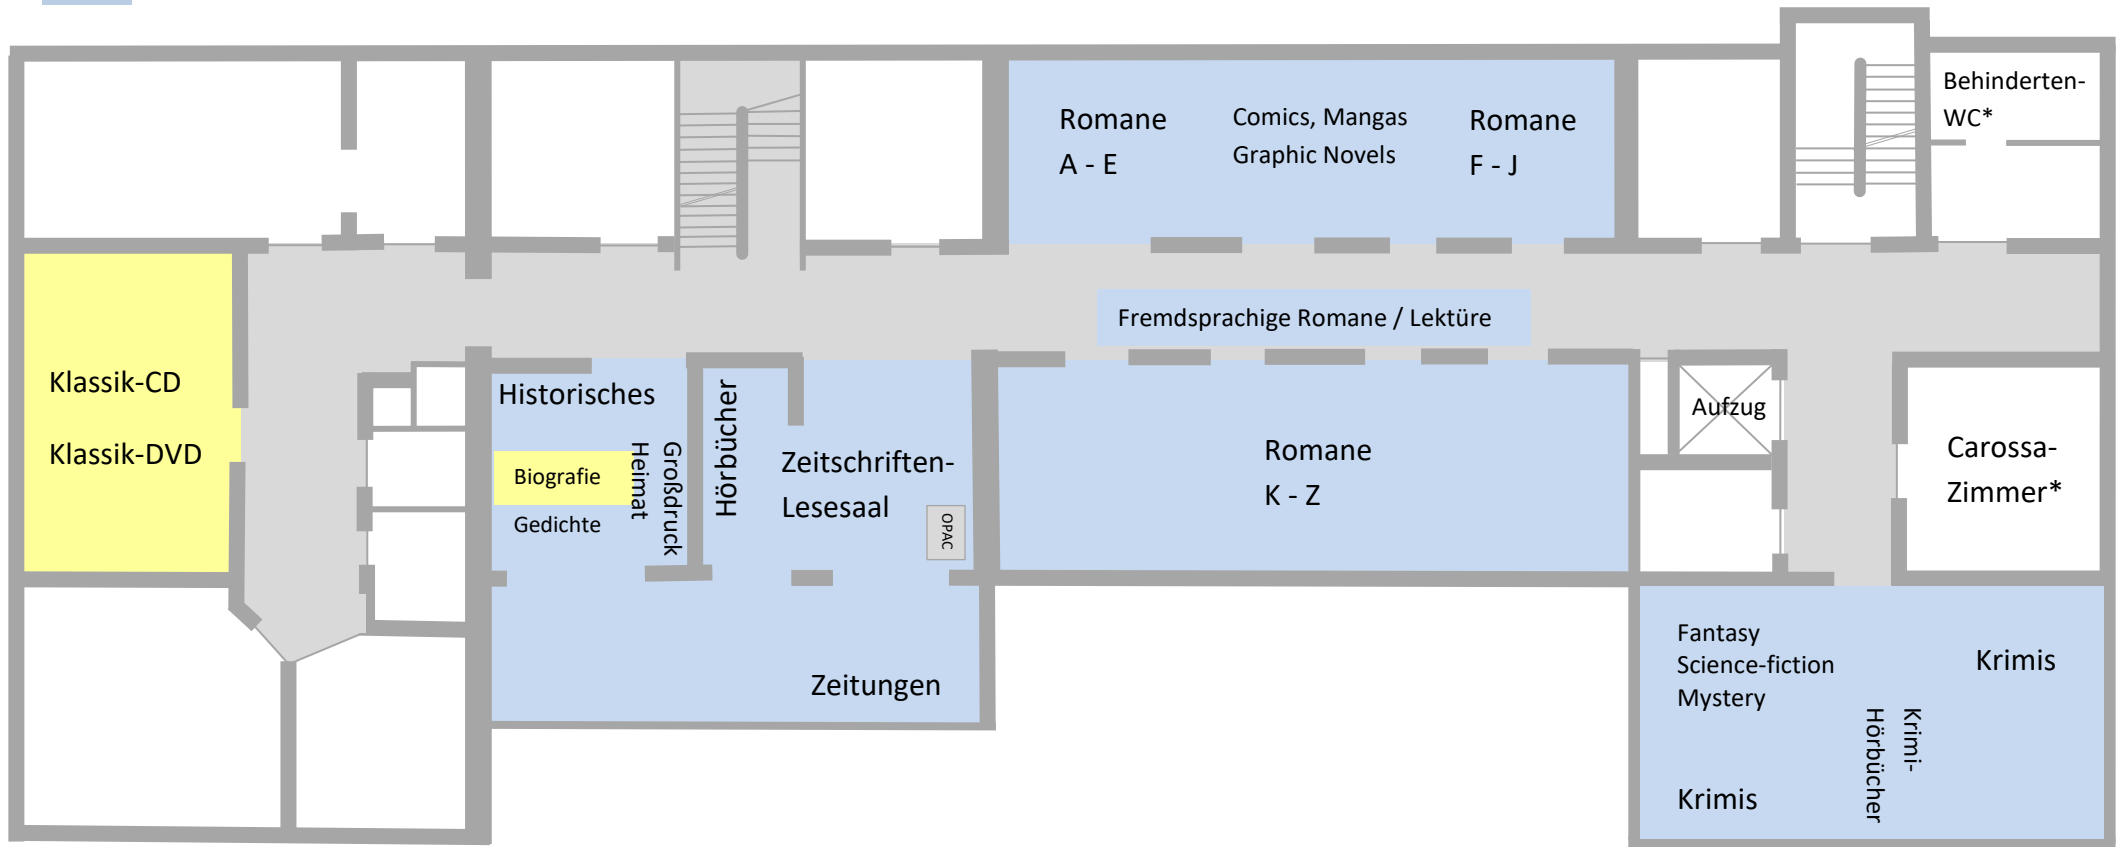 Behinderten-
WC*
Romane
A - E
Comics, Mangas
Graphic Novels
Romane
F - J
Fremdsprachige Romane / Lektüre
Klassik-CD
Klassik-DVD
Historisches
Biografie
Gedichte
Großdruck
Heimat
Hörbücher
Zeitschriften-
Lesesaal
OPAC
Zeitungen
Romane
K - Z
Aufzug
Carossa-
Zimmer*
Fantasy
Science-fiction
Mystery
Krimis
Krimi-
Hörbücher
Krimis